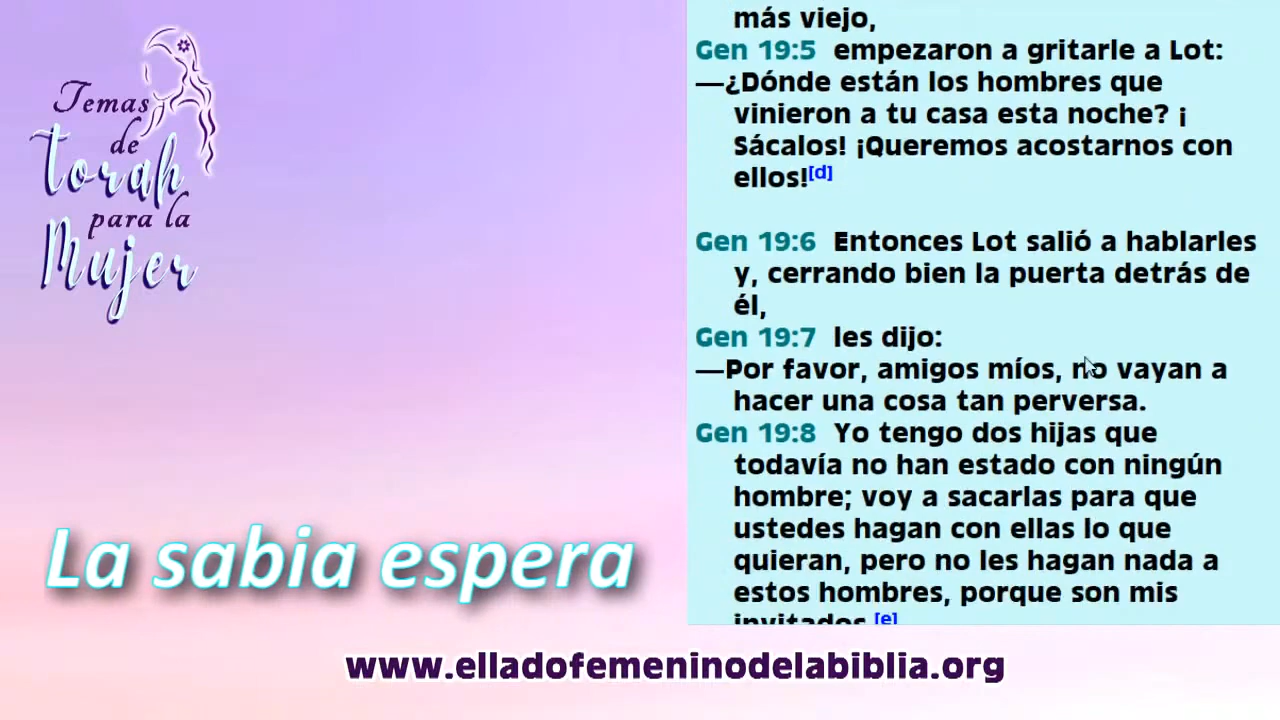 Temas
de
torah
para la
Mujer
La sabia espera
más viejo,
Gen 19:5 empezaron a gritarle a Lot:
—¿Dónde están los hombres que
vinieron a tu casa esta noche? ¡
Sácalos! ¡Queremos acostarnos con
ellos![d]
Gen 19:6 Entonces Lot salió a hablarles
y, cerrando bien la puerta detrás de
él,
Gen 19:7 les dijo:
—Por favor, amigos míos, no vayan a
hacer una cosa tan perversa.
Gen 19:8 Yo tengo dos hijas que
todavía no han estado con ningún
hombre; voy a sacarlas para que
ustedes hagan con ellas lo que
quieran, pero no les hagan nada a
estos hombres, porque son mis
invitados.[e]
www.elladofemeninodelabiblia.org